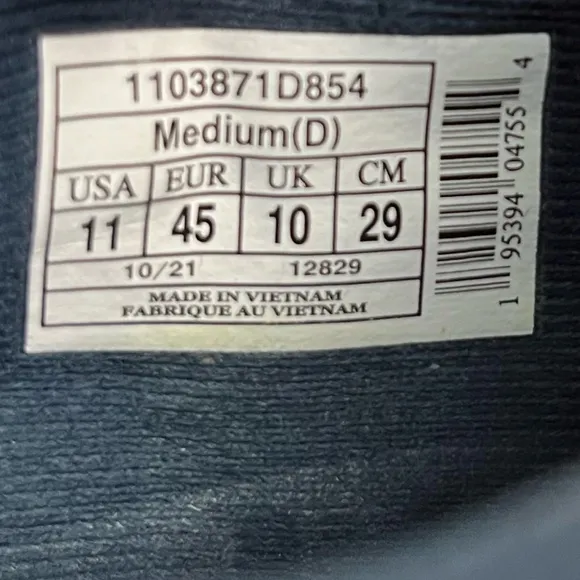 1103871D854
Medium(D)
USA EUR UK CM
11 45 10 29
10/21 12829
MADE IN VIETNAM
FABRIQUE AU VIETNAM
1 95394 04755 4